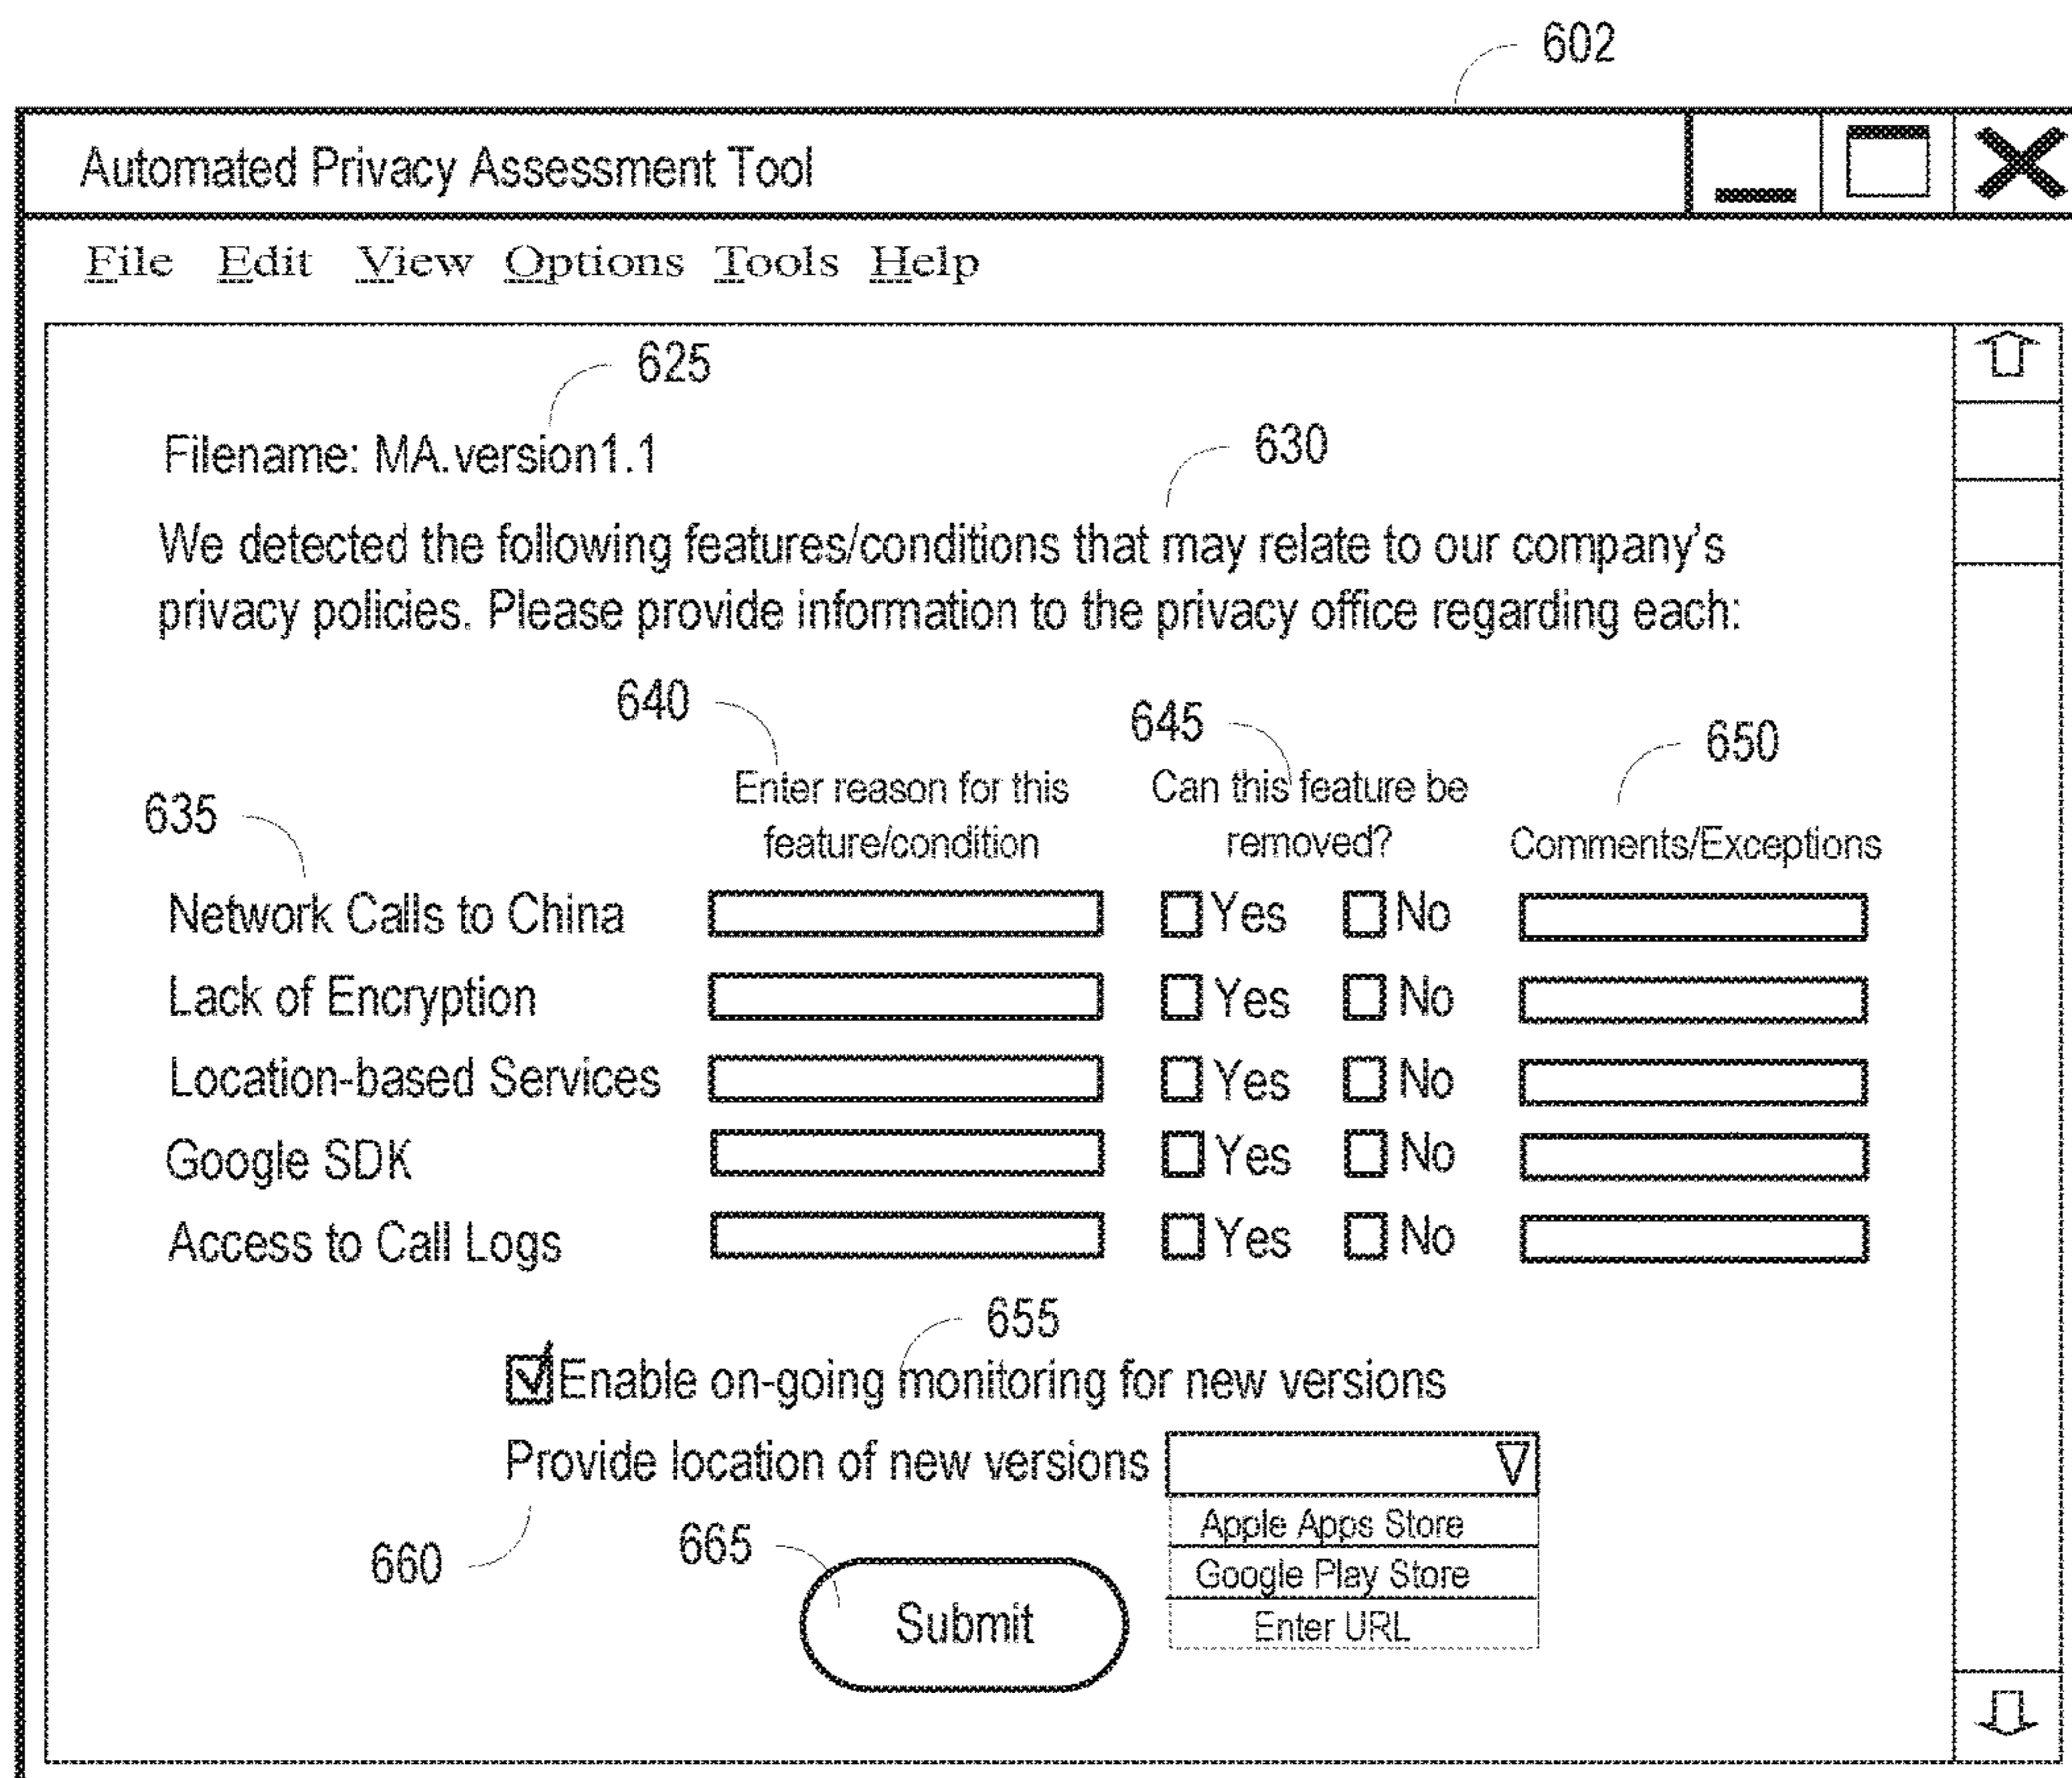 602
Automated Privacy Assessment Tool
File Edit View Options Tools Help
625
Filename: MA.version1.1
630
We detected the following features/conditions that may relate to our company's
privacy policies. Please provide information to the privacy office regarding each:
640 645 650
635
Enter reason for this Can this feature be
feature/condition removed? Comments/Exceptions
Network Calls to China Yes No
Lack of Encryption Yes No
Location-based Services Yes No
Google SDK Yes No
Access to Call Logs Yes No
655
Enable on-going monitoring for new versions
Provide location of new versions
Apple Apps Store
660 665
Google Play Store
Submit Enter URL